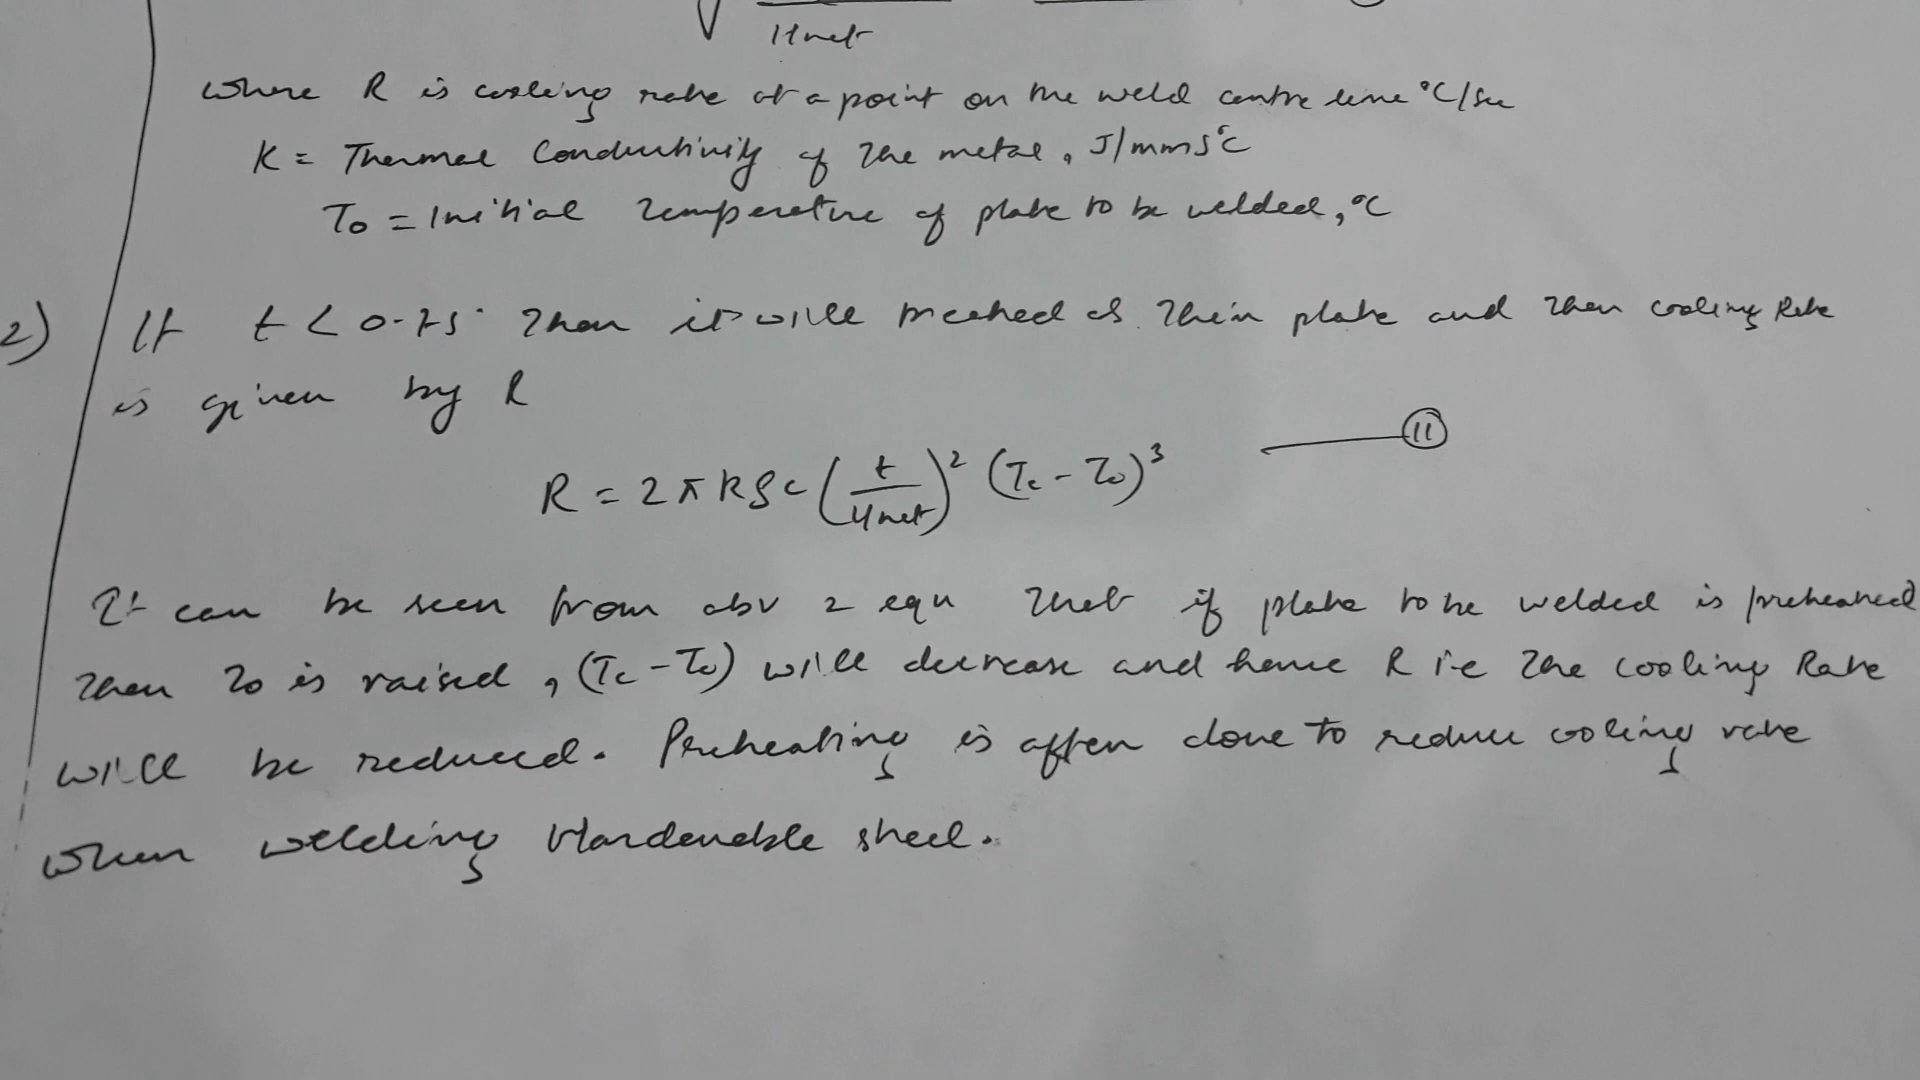 √ Hnet
where R is cooling rate at a point on the weld centre line °C/sec
K = Thermal Conductivity of the metal, J/mms°C
To = Initial temperature of plate to be welded, °C
2) If t < 0.75 then it will treated as thin plate and then cooling Rate
is given by R
R = 2πkρc (t/Hnet)² (Tc - To)³ —— (11)
It can be seen from abv 2 equ that if plate to be welded is preheated
then To is raised, (Tc - To) will decrease and hence R i.e the cooling Rate
will be reduced. Preheating is often done to reduce cooling rate
when welding Hardenable steel.